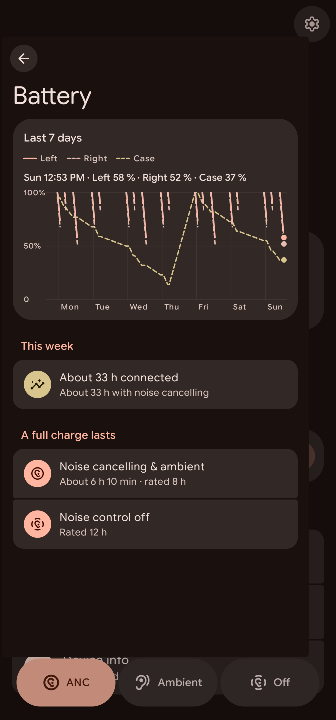 Battery
Last 7 days
Left Right Case
Sun 12:53 PM · Left 58 % · Right 52 % · Case 37 %
100%
50%
0
Mon Tue Wed Thu Fri Sat Sun
This week
About 33 h connected
About 33 h with noise cancelling
A full charge lasts
Noise cancelling & ambient
About 6 h 10 min · rated 8 h
Noise control off
Rated 12 h
info
ANC Ambient Off